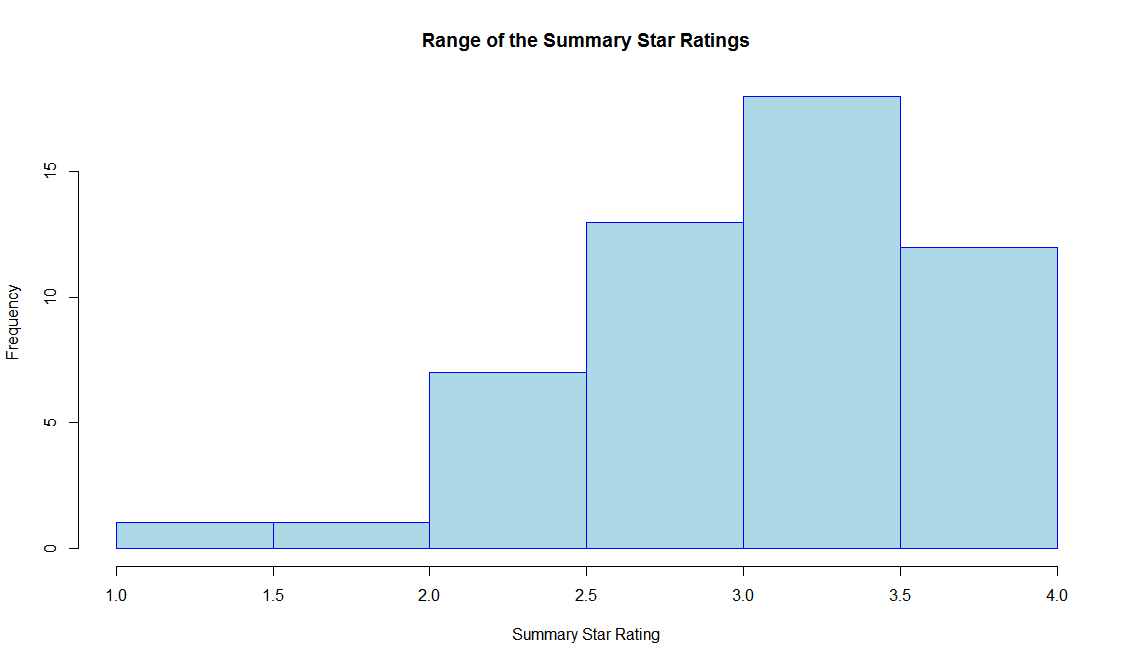 Range of the Summary Star Ratings
Frequency
15
10
5
0
1.0 1.5 2.0 2.5 3.0 3.5 4.0
Summary Star Rating